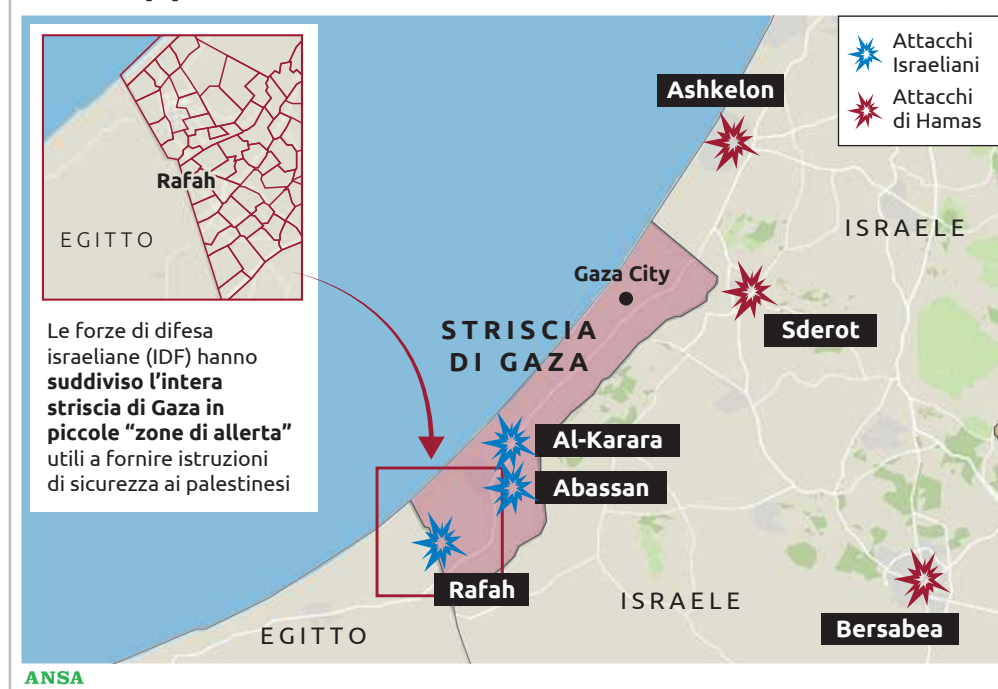 Rafah
EGITTO
Le forze di difesa
israeliane (IDF) hanno
suddiviso l'intera
striscia di Gaza in
piccole “zone di allerta”
utili a fornire istruzioni
di sicurezza ai palestinesi
Attacchi
Israeliani
Attacchi
di Hamas
Ashkelon
ISRAELE
Gaza City
STRISCIA
DI GAZA
Sderot
Al-Karara
Abassan
Rafah
ISRAELE
EGITTO
Bersabea
ANSA